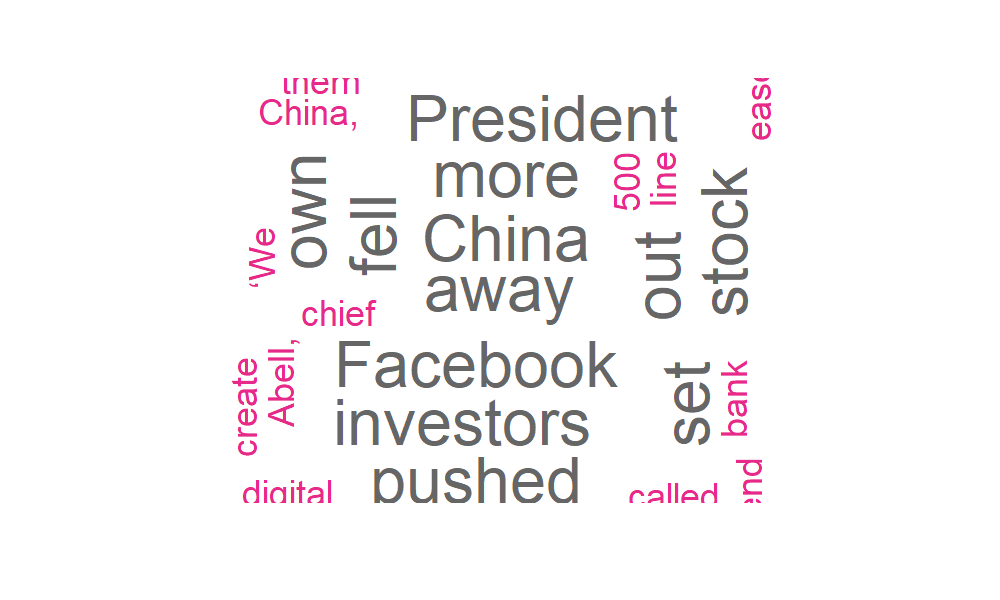 them
China,
President
more
500
line
own
fell
stock
China
out
‘We
away
chief
Facebook
create
Abell,
set
bank
investors
pushed
digital
called